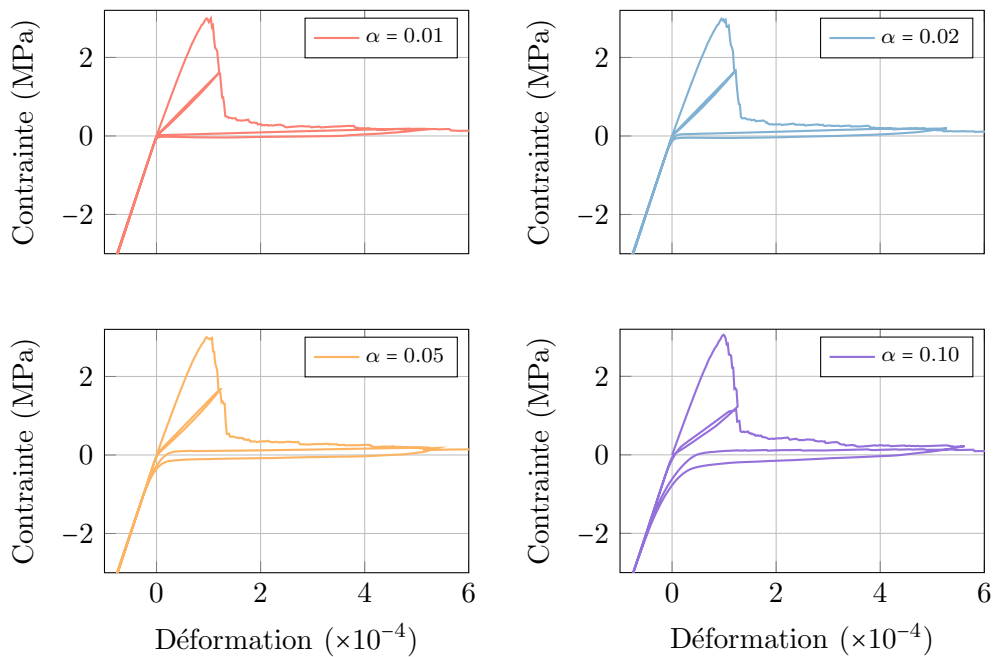 Contrainte (MPa)
2
0
−2
α = 0.01
Contrainte (MPa)
2
0
−2
α = 0.02
Contrainte (MPa)
2
0
−2
α = 0.05
0 2 4 6
Déformation (×10⁻⁴)
Contrainte (MPa)
2
0
−2
α = 0.10
0 2 4 6
Déformation (×10⁻⁴)